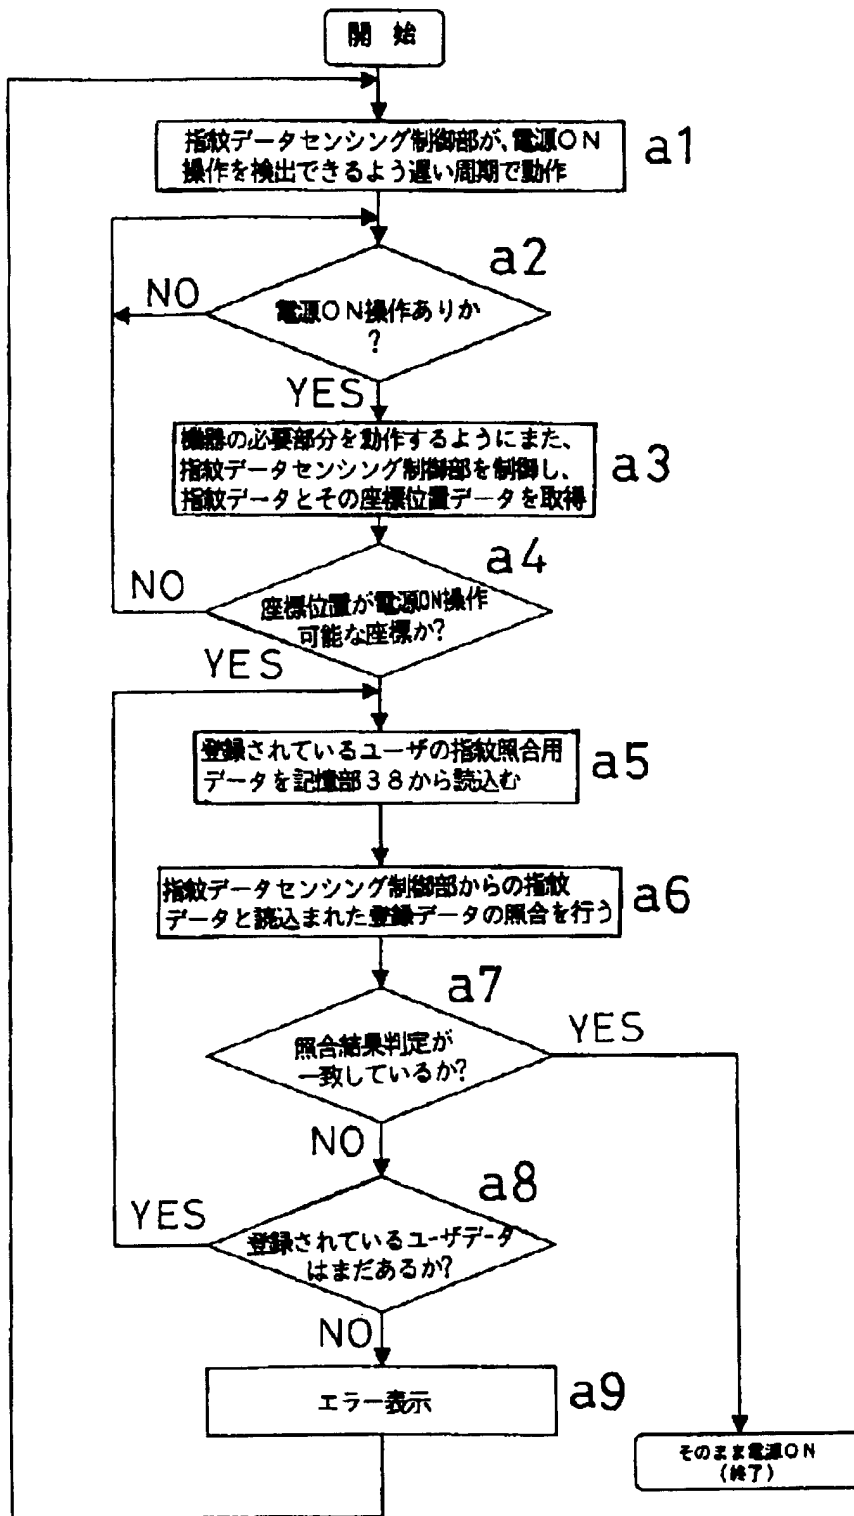 開 始
指紋データセンシング制御部が、電源ON
操作を検出できるよう遅い周期で動作
a1
a2
NO
電源ON操作ありか
?
YES
機器の必要部分を動作するようにまた、
指紋データセンシング制御部を制御し、
指紋データとその座標位置データを取得
a3
a4
NO
座標位置が電源ON操作
可能な座標か?
YES
登録されているユーザの指紋照合用
データを記憶部38から読込む
a5
指紋データセンシング制御部からの指紋
データと読込まれた登録データの照合を行う
a6
a7
YES
照合結果判定が
一致しているか?
NO
a8
YES
登録されているユーザデータ
はまだあるか?
NO
エラー表示
a9
そのまま電源ON
(終了)